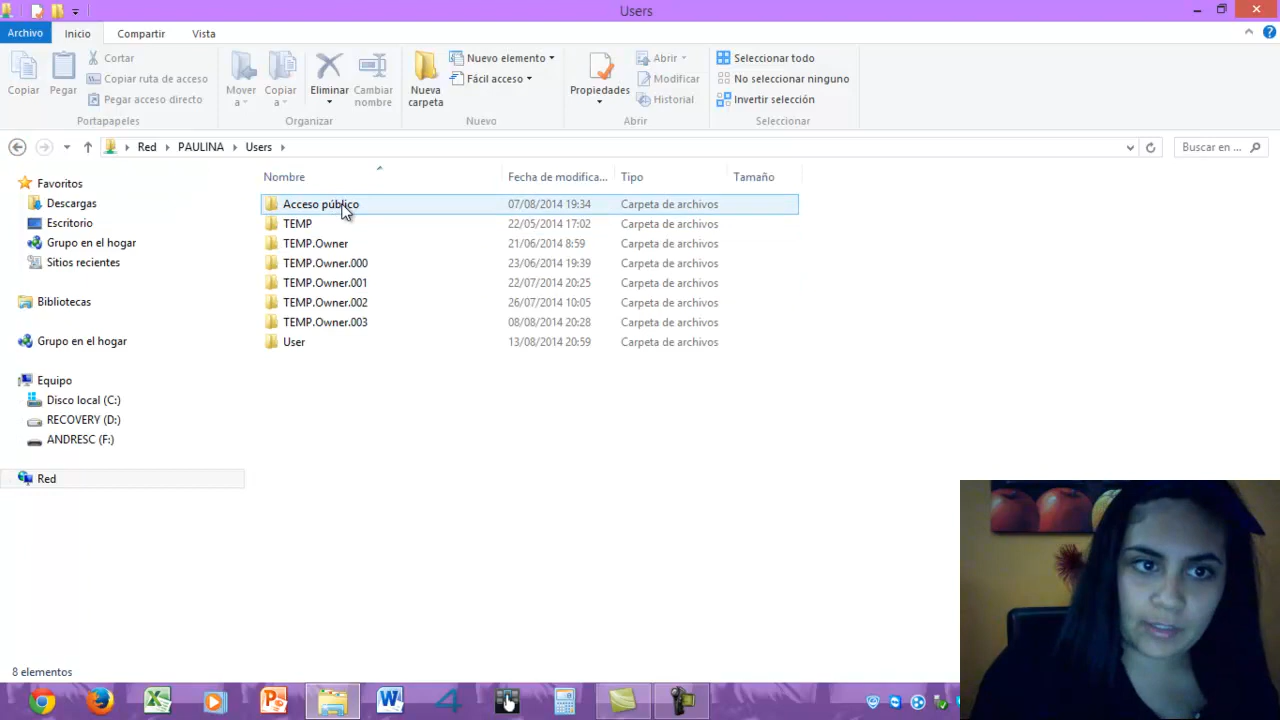 Users
Archivo Inicio Compartir Vista
Copiar
Pegar
Cortar
Copiar ruta de acceso
Pegar acceso directo
Portapapeles
Mover a
Copiar a
Eliminar
Cambiar nombre
Organizar
Nueva carpeta
Nuevo elemento
Fácil acceso
Nuevo
Propiedades
Abrir
Modificar
Historial
Abrir
Seleccionar todo
No seleccionar ninguno
Invertir selección
Seleccionar
Red PAULINA Users
Buscar en ...
Favoritos
Descargas
Escritorio
Grupo en el hogar
Sitios recientes
Bibliotecas
Grupo en el hogar
Equipo
Disco local (C:)
RECOVERY (D:)
ANDRESC (F:)
Red
Nombre Fecha de modifica... Tipo Tamaño
Acceso público 07/08/2014 19:34 Carpeta de archivos
TEMP 22/05/2014 17:02 Carpeta de archivos
TEMP.Owner 21/06/2014 8:59 Carpeta de archivos
TEMP.Owner.000 23/06/2014 19:39 Carpeta de archivos
TEMP.Owner.001 22/07/2014 20:25 Carpeta de archivos
TEMP.Owner.002 26/07/2014 10:05 Carpeta de archivos
TEMP.Owner.003 08/08/2014 20:28 Carpeta de archivos
User 13/08/2014 20:59 Carpeta de archivos
8 elementos